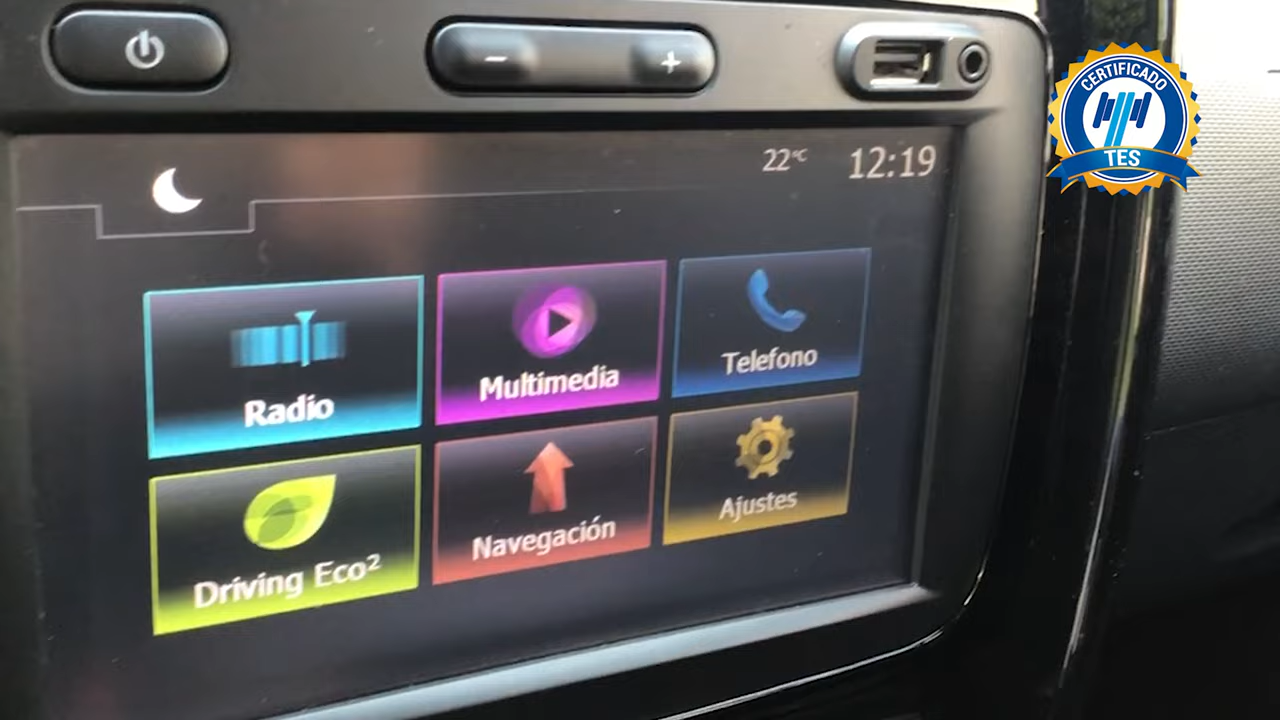 CERTIFICADO
TES
22°C 12:19
Radio
Multimedia
Telefono
Driving Eco²
Navegación
Ajustes